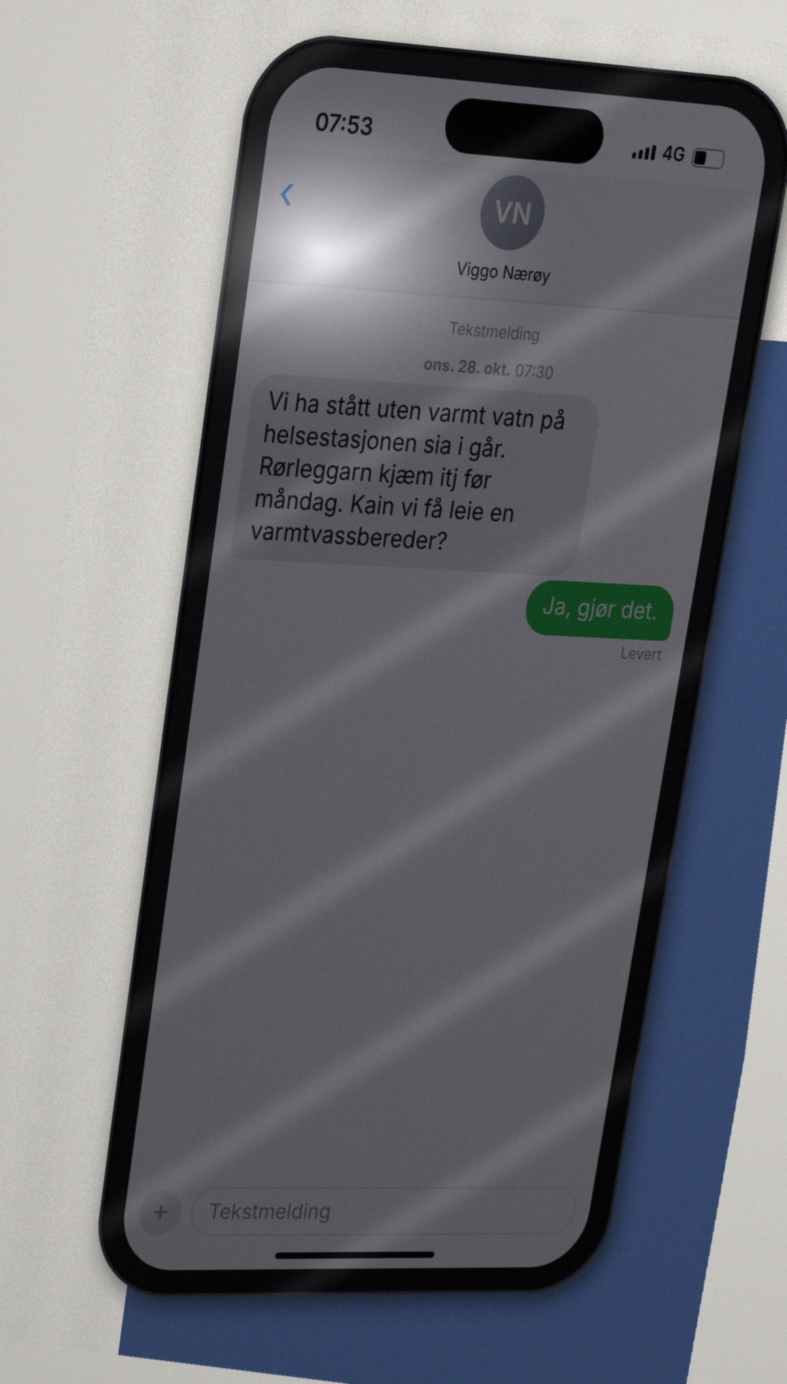 07:53
4G
VN
Viggo Nærøy
Tekstmelding
ons. 28. okt. 07:30
Vi ha stått uten varmt vatn på
helsestasjonen sia i går.
Rørleggarn kjæm itj før
måndag. Kain vi få leie en
varmtvassbereder?
Ja, gjør det.
Levert
+
Tekstmelding